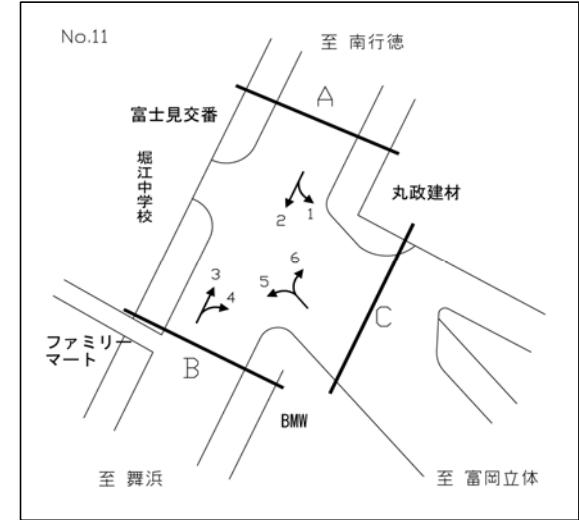 No.11
至 南行徳
A
富士見交番
堀江中学校
丸政建材
2
1
3
4
5
6
C
ファミリー
マート
B
BMW
至 舞浜
至 富岡立体